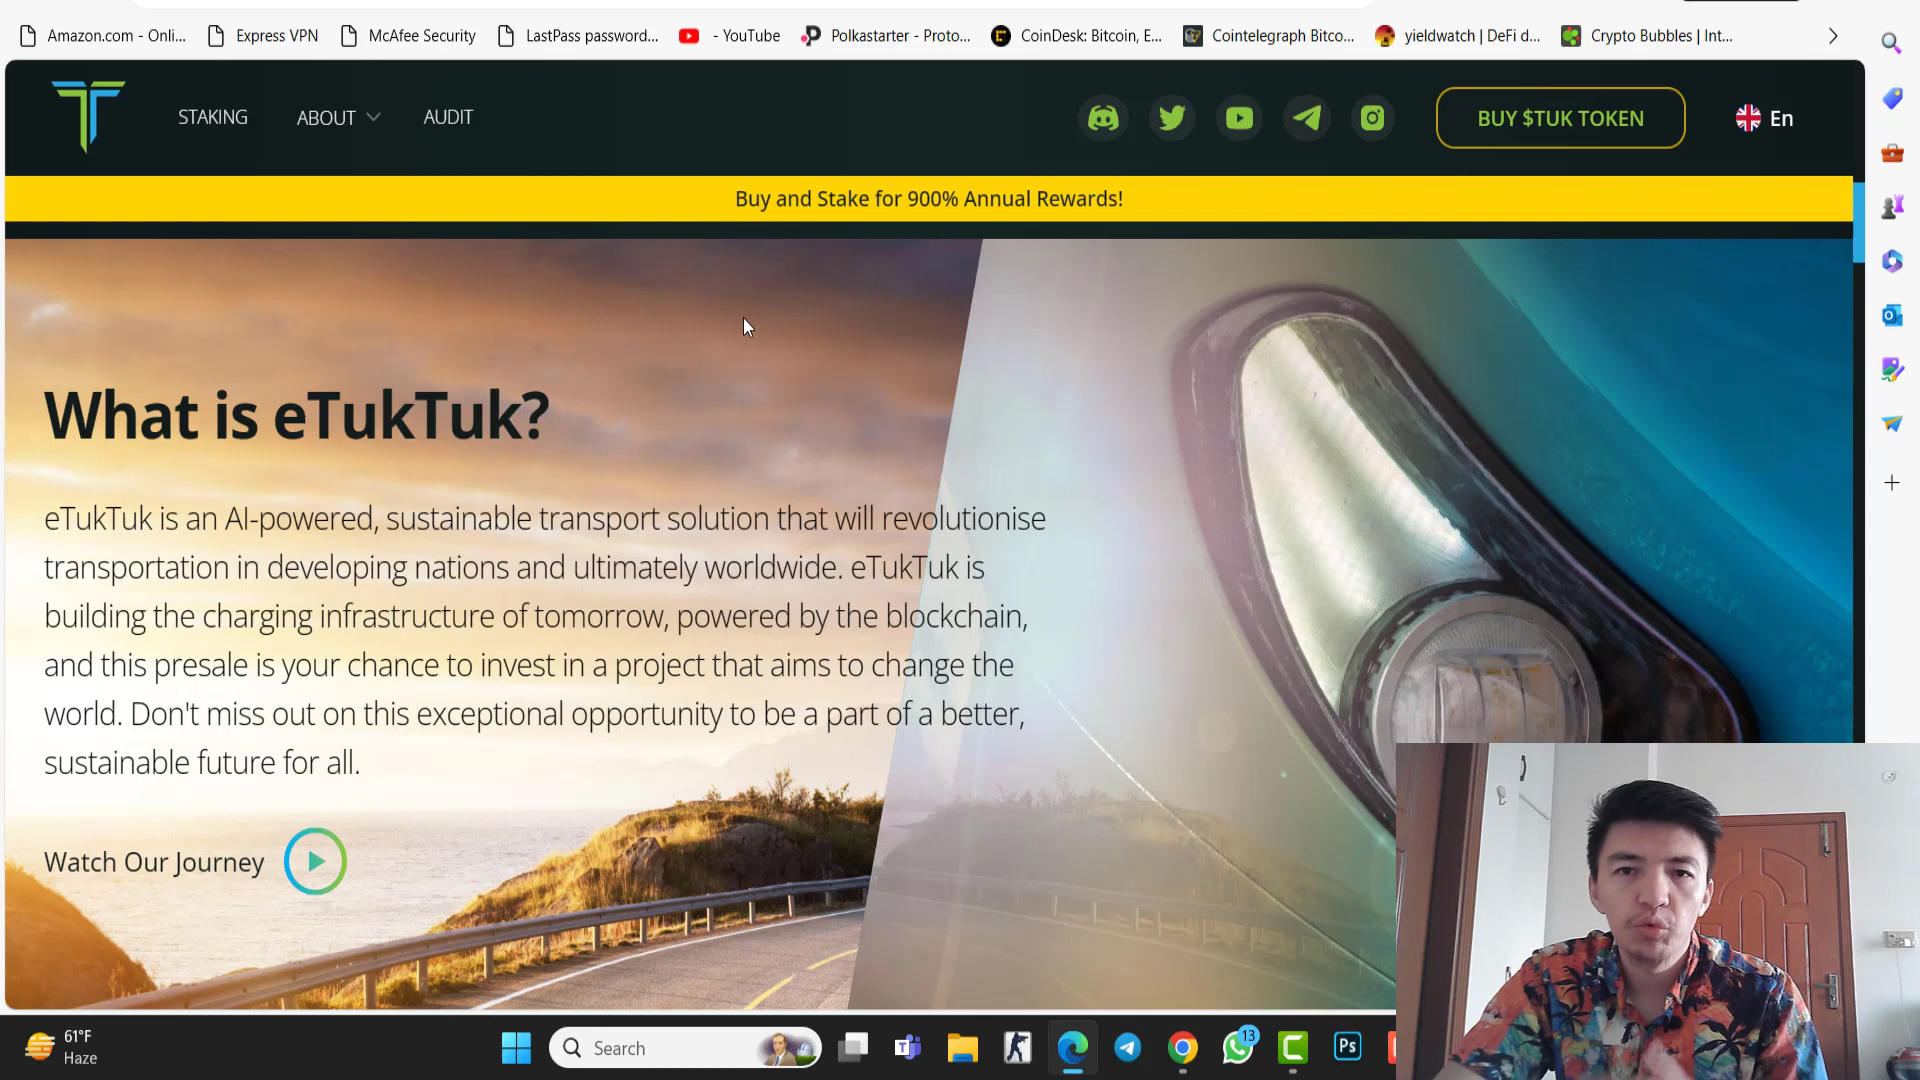 Amazon.com - Onli...
Express VPN
McAfee Security
LastPass password...
- YouTube
Polkastarter - Proto...
CoinDesk: Bitcoin, E...
Cointelegraph Bitco...
yieldwatch | DeFi d...
Crypto Bubbles | Int...
STAKING
ABOUT
AUDIT
BUY $TUK TOKEN
En
Buy and Stake for 900% Annual Rewards!
What is eTukTuk?
eTukTuk is an AI-powered, sustainable transport solution that will revolutionise
transportation in developing nations and ultimately worldwide. eTukTuk is
building the charging infrastructure of tomorrow, powered by the blockchain,
and this presale is your chance to invest in a project that aims to change the
world. Don't miss out on this exceptional opportunity to be a part of a better,
sustainable future for all.
Watch Our Journey
61°F
Haze
Search
13
Ps